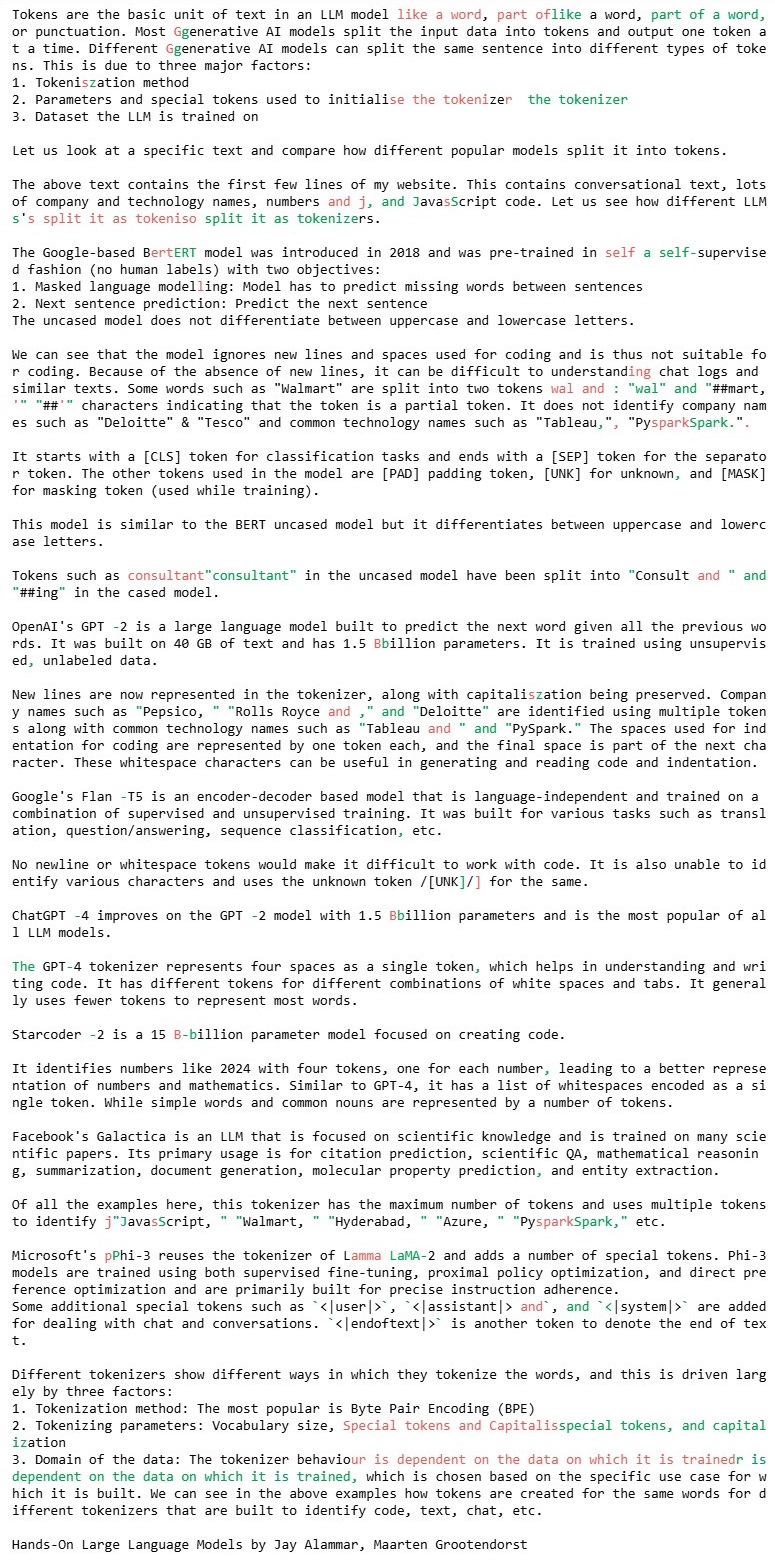 Tokens are the basic unit of text in an LLM model like a word, part oflike a word, part of a word,
or punctuation. Most Ggenerative AI models split the input data into tokens and output one token a
t a time. Different Ggenerative AI models can split the same sentence into different types of toke
ns. This is due to three major factors:
1. Tokeniszation method
2. Parameters and special tokens used to initialise the tokenizer  the tokenizer
3. Dataset the LLM is trained on

Let us look at a specific text and compare how different popular models split it into tokens.

The above text contains the first few lines of my website. This contains conversational text, lots
of company and technology names, numbers and j, and JavasScript code. Let us see how different LLM
s's split it as tokeniso split it as tokenizers.

The Google-based BertERT model was introduced in 2018 and was pre-trained in self a self-supervise
d fashion (no human labels) with two objectives:
1. Masked language modelling: Model has to predict missing words between sentences
2. Next sentence prediction: Predict the next sentence
The uncased model does not differentiate between uppercase and lowercase letters.

We can see that the model ignores new lines and spaces used for coding and is thus not suitable fo
r coding. Because of the absence of new lines, it can be difficult to understanding chat logs and
similar texts. Some words such as "Walmart" are split into two tokens wal and : "wal" and "##mart,
'" "##'" characters indicating that the token is a partial token. It does not identify company nam
es such as "Deloitte" & "Tesco" and common technology names such as "Tableau,", "PysparkSpark.".

It starts with a [CLS] token for classification tasks and ends with a [SEP] token for the separato
r token. The other tokens used in the model are [PAD] padding token, [UNK] for unknown, and [MASK]
for masking token (used while training).

This model is similar to the BERT uncased model but it differentiates between uppercase and lowerc
ase letters.

Tokens such as consultant"consultant" in the uncased model have been split into "Consult and " and
"##ing" in the cased model.

OpenAI's GPT -2 is a large language model built to predict the next word given all the previous wo
rds. It was built on 40 GB of text and has 1.5 Bbillion parameters. It is trained using unsupervis
ed, unlabeled data.

New lines are now represented in the tokenizer, along with capitaliszation being preserved. Compan
y names such as "Pepsico, " "Rolls Royce and ," and "Deloitte" are identified using multiple token
s along with common technology names such as "Tableau and " and "PySpark." The spaces used for ind
entation for coding are represented by one token each, and the final space is part of the next cha
racter. These whitespace characters can be useful in generating and reading code and indentation.

Google's Flan -T5 is an encoder-decoder based model that is language-independent and trained on a
combination of supervised and unsupervised training. It was built for various tasks such as transl
ation, question/answering, sequence classification, etc.

No newline or whitespace tokens would make it difficult to work with code. It is also unable to id
entify various characters and uses the unknown token /[UNK]/] for the same.

ChatGPT -4 improves on the GPT -2 model with 1.5 Bbillion parameters and is the most popular of al
l LLM models.

The GPT-4 tokenizer represents four spaces as a single token, which helps in understanding and wri
ting code. It has different tokens for different combinations of white spaces and tabs. It general
ly uses fewer tokens to represent most words.

Starcoder -2 is a 15 B-billion parameter model focused on creating code.

It identifies numbers like 2024 with four tokens, one for each number, leading to a better represe
ntation of numbers and mathematics. Similar to GPT-4, it has a list of whitespaces encoded as a si
ngle token. While simple words and common nouns are represented by a number of tokens.

Facebook's Galactica is an LLM that is focused on scientific knowledge and is trained on many scie
ntific papers. Its primary usage is for citation prediction, scientific QA, mathematical reasonin
g, summarization, document generation, molecular property prediction, and entity extraction.

Of all the examples here, this tokenizer has the maximum number of tokens and uses multiple tokens
to identify j"JavasScript, " "Walmart, " "Hyderabad, " "Azure, " "PysparkSpark," etc.

Microsoft's pPhi-3 reuses the tokenizer of Lamma LaMA-2 and adds a number of special tokens. Phi-3
models are trained using both supervised fine-tuning, proximal policy optimization, and direct pre
ference optimization and are primarily built for precise instruction adherence.
Some additional special tokens such as `<|user|>`, `<|assistant|> and`, and `<|system|>` are added
for dealing with chat and conversations. `<|endoftext|>` is another token to denote the end of tex
t.

Different tokenizers show different ways in which they tokenize the words, and this is driven larg
ely by three factors:
1. Tokenization method: The most popular is Byte Pair Encoding (BPE)
2. Tokenizing parameters: Vocabulary size, Special tokens and Capitalisspecial tokens, and capital
ization
3. Domain of the data: The tokenizer behaviour is dependent on the data on which it is trainedr is
dependent on the data on which it is trained, which is chosen based on the specific use case for w
hich it is built. We can see in the above examples how tokens are created for the same words for d
ifferent tokenizers that are built to identify code, text, chat, etc.

Hands-On Large Language Models by Jay Alammar, Maarten Grootendorst